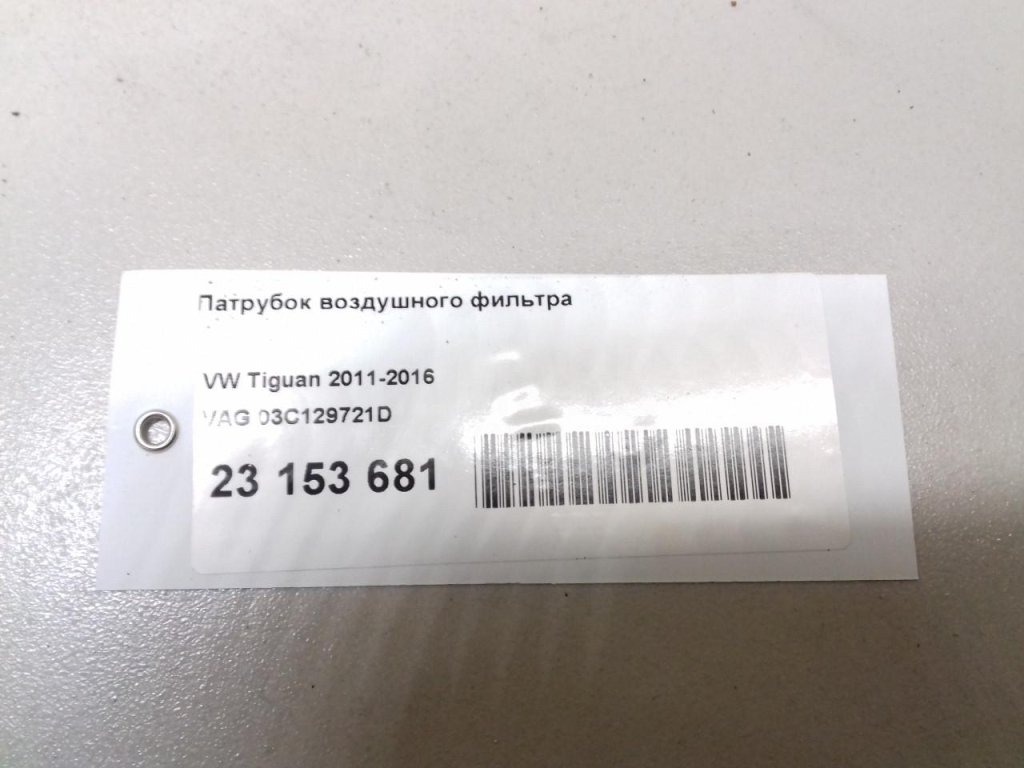 Патрубок воздушного фильтра
VW Tiguan 2011-2016
VAG 03C129721D
23 153 681